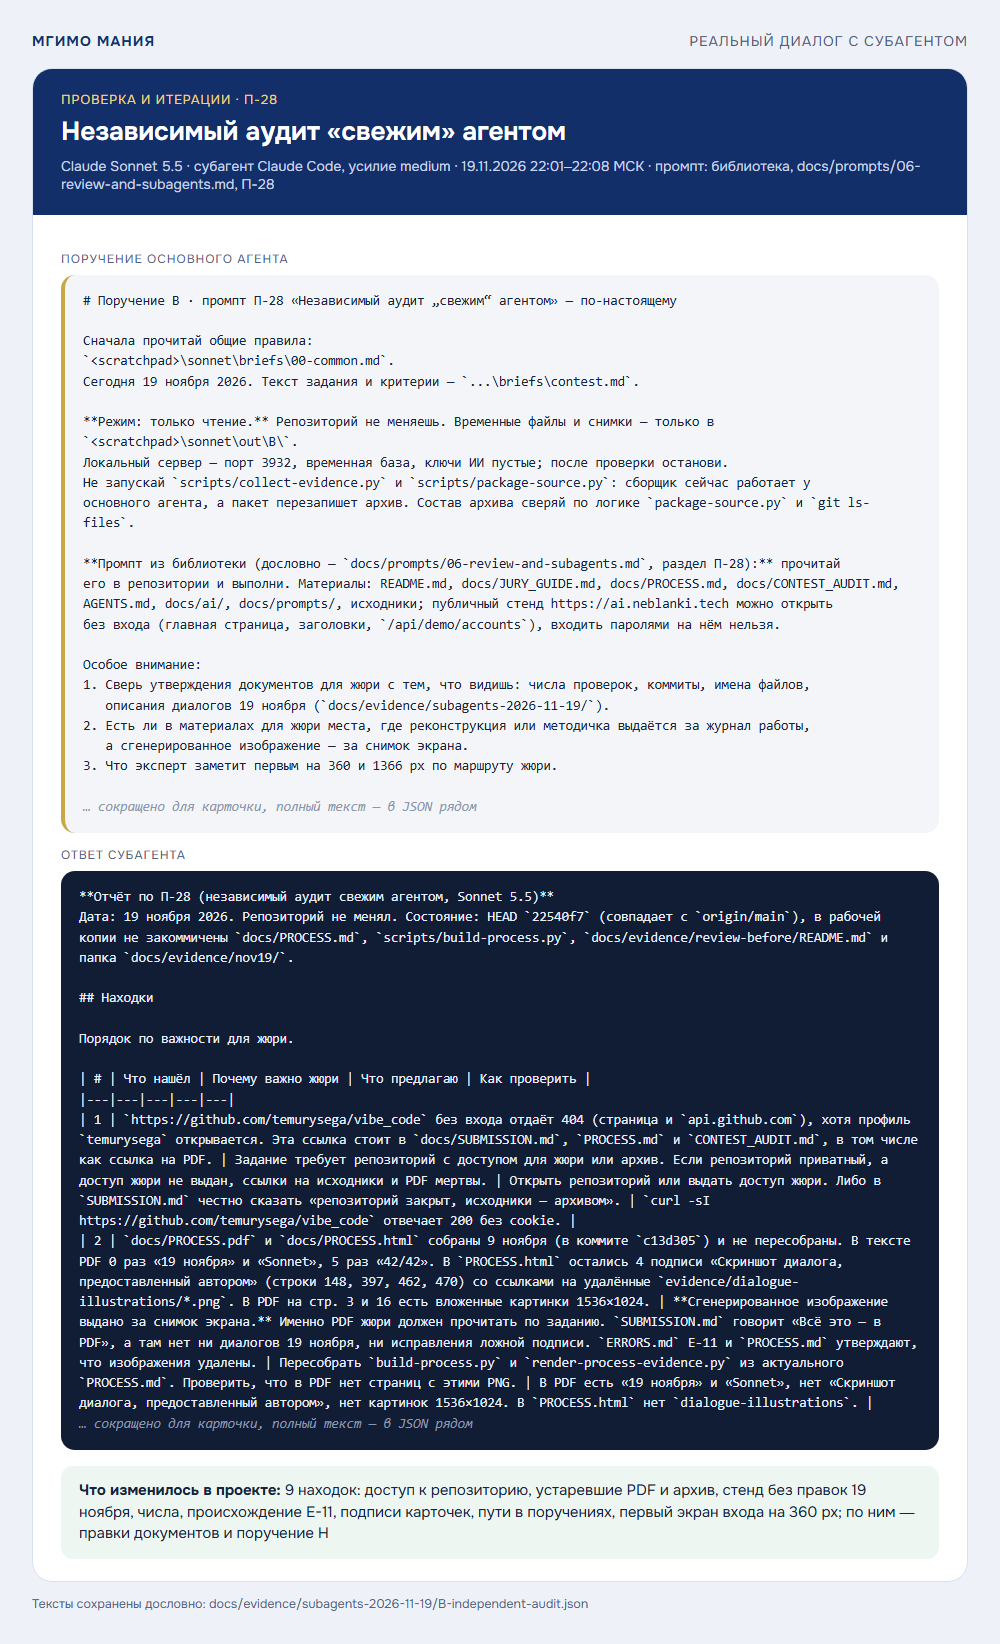 МГИМО МАНИЯ
РЕАЛЬНЫЙ ДИАЛОГ С СУБАГЕНТОМ
ПРОВЕРКА И ИТЕРАЦИИ · П-28
Независимый аудит «свежим» агентом
Claude Sonnet 5.5 · субагент Claude Code, усилие medium · 19.11.2026 22:01–22:08 МСК · промпт: библиотека, docs/prompts/06-
review-and-subagents.md, П-28
ПОРУЧЕНИЕ ОСНОВНОГО АГЕНТА
# Поручение B · промпт П-28 «Независимый аудит „свежим“ агентом» — по-настоящему
Сначала прочитай общие правила:
`<scratchpad>\sonnet\briefs\00-common.md`.
Сегодня 19 ноября 2026. Текст задания и критерии — `...\briefs\contest.md`.
**Режим: только чтение.** Репозиторий не меняешь. Временные файлы и снимки — только в
`<scratchpad>\sonnet\out\B\`.
Локальный сервер — порт 3932, временная база, ключи ИИ пустые; после проверки останови.
Не запускай `scripts/collect-evidence.py` и `scripts/package-source.py`: сборщик сейчас работает у
основного агента, а пакет перезапишет архив. Состав архива сверяй по логике `package-source.py` и `git ls-
files`.
**Промпт из библиотеки (дословно — `docs/prompts/06-review-and-subagents.md`, раздел П-28):** прочитай
его в репозитории и выполни. Материалы: README.md, docs/JURY_GUIDE.md, docs/PROCESS.md, docs/CONTEST_AUDIT.md,
AGENTS.md, docs/ai/, docs/prompts/, исходники; публичный стенд https://ai.neblanki.tech можно открыть
без входа (главная страница, заголовки, `/api/demo/accounts`), входить паролями на нём нельзя.
Особое внимание:
1. Сверь утверждения документов для жюри с тем, что видишь: числа проверок, коммиты, имена файлов,
описания диалогов 19 ноября (`docs/evidence/subagents-2026-11-19/`).
2. Есть ли в материалах для жюри места, где реконструкция или методичка выдаётся за журнал работы,
а сгенерированное изображение — за снимок экрана.
3. Что эксперт заметит первым на 360 и 1366 px по маршруту жюри.
… сокращено для карточки, полный текст — в JSON рядом
ОТВЕТ СУБАГЕНТА
**Отчёт по П-28 (независимый аудит свежим агентом, Sonnet 5.5)**
Дата: 19 ноября 2026. Репозиторий не менял. Состояние: HEAD `22540f7` (совпадает с `origin/main`), в рабочей
копии не закоммичены `docs/PROCESS.md`, `scripts/build-process.py`, `docs/evidence/review-before/README.md` и
папка `docs/evidence/nov19/`.
## Находки
Порядок по важности для жюри.
| # | Что нашёл | Почему важно жюри | Что предлагаю | Как проверить |
|---|---|---|---|---|
| 1 | `https://github.com/temurysega/vibe_code` без входа отдаёт 404 (страница и `api.github.com`), хотя профиль
`temurysega` открывается. Эта ссылка стоит в `docs/SUBMISSION.md`, `PROCESS.md` и `CONTEST_AUDIT.md`, в том числе
как ссылка на PDF. | Задание требует репозиторий с доступом для жюри или архив. Если репозиторий приватный, а
доступ жюри не выдан, ссылки на исходники и PDF мертвы. | Открыть репозиторий или выдать доступ жюри. Либо в
`SUBMISSION.md` честно сказать «репозиторий закрыт, исходники — архивом». | `curl -sI
https://github.com/temurysega/vibe_code` отвечает 200 без cookie. |
| 2 | `docs/PROCESS.pdf` и `docs/PROCESS.html` собраны 9 ноября (в коммите `c13d305`) и не пересобраны. В тексте
PDF 0 раз «19 ноября» и «Sonnet», 5 раз «42/42». В `PROCESS.html` остались 4 подписи «Скриншот диалога,
предоставленный автором» (строки 148, 397, 462, 470) со ссылками на удалённые `evidence/dialogue-
illustrations/*.png`. В PDF на стр. 3 и 16 есть вложенные картинки 1536×1024. | **Сгенерированное изображение
выдано за снимок экрана.** Именно PDF жюри должен прочитать по заданию. `SUBMISSION.md` говорит «Всё это — в
PDF», а там нет ни диалогов 19 ноября, ни исправления ложной подписи. `ERRORS.md` E-11 и `PROCESS.md` утверждают,
что изображения удалены. | Пересобрать `build-process.py` и `render-process-evidence.py` из актуального
`PROCESS.md`. Проверить, что в PDF нет страниц с этими PNG. | В PDF есть «19 ноября» и «Sonnet», нет «Скриншот
диалога, предоставленный автором», нет картинок 1536×1024. В `PROCESS.html` нет `dialogue-illustrations`. |
… сокращено для карточки, полный текст — в JSON рядом
Что изменилось в проекте: 9 находок: доступ к репозиторию, устаревшие PDF и архив, стенд без правок 19
ноября, числа, происхождение E-11, подписи карточек, пути в поручениях, первый экран входа на 360 px; по ним —
правки документов и поручение H
Тексты сохранены дословно: docs/evidence/subagents-2026-11-19/B-independent-audit.json